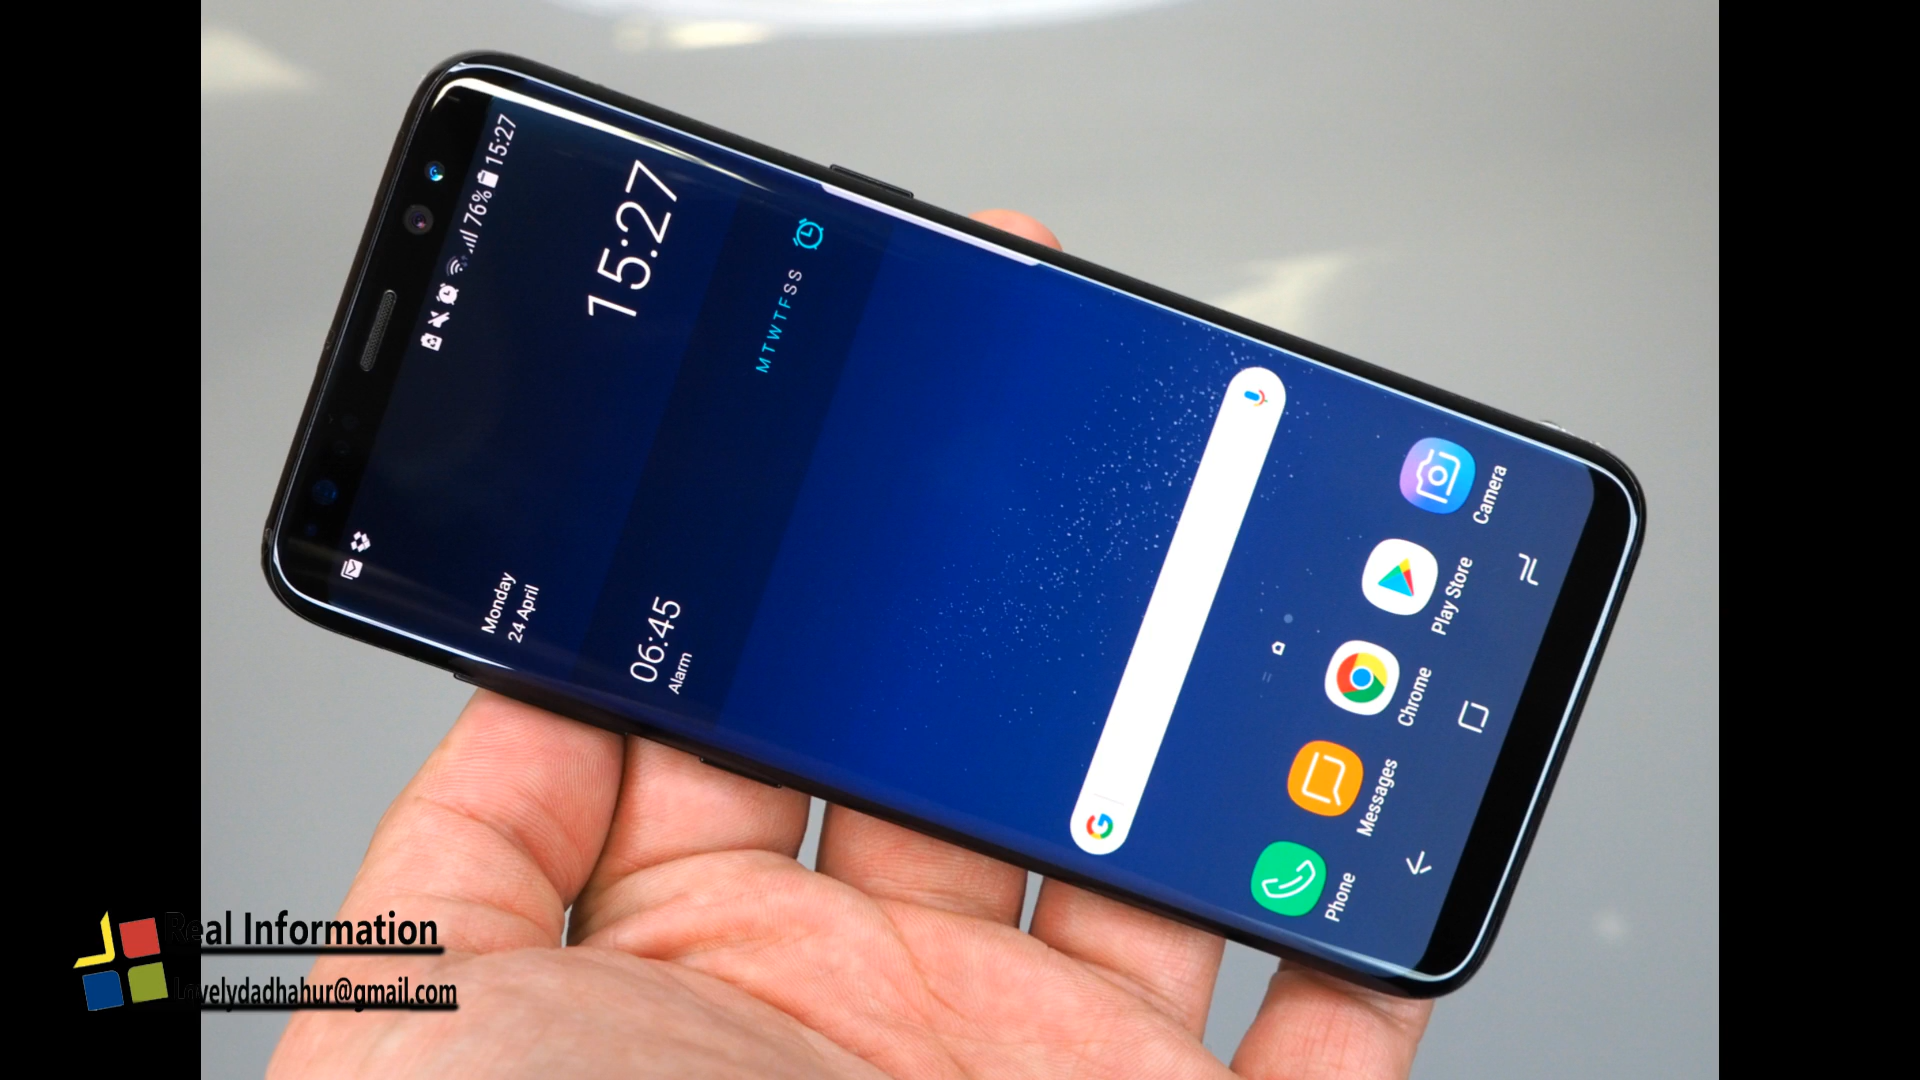 76% 15:27
15:27
Monday
24 April
06:45
Alarm
M T W T F S S
G
Phone
Messages
Chrome
Play Store
Camera
Real Information
lovelydadhahur@gmail.com